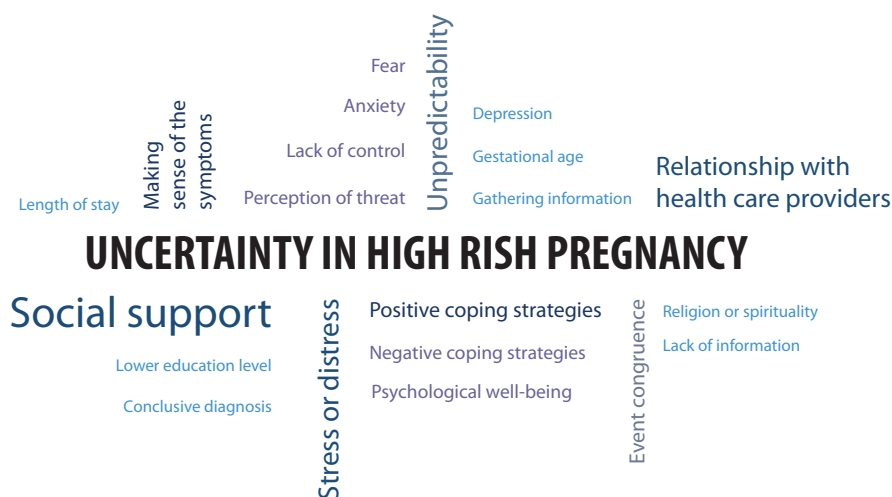 Fear
Anxiety
Lack of control
Perception of threat
Unpredictability
Depression
Gestational age
Gathering information
Making
sense of the
symptoms
Length of stay
Relationship with
health care providers
UNCERTAINTY IN HIGH RISH PREGNANCY
Social support
Lower education level
Conclusive diagnosis
Stress or distress
Positive coping strategies
Negative coping strategies
Psychological well-being
Event congruence
Religion or spirituality
Lack of information